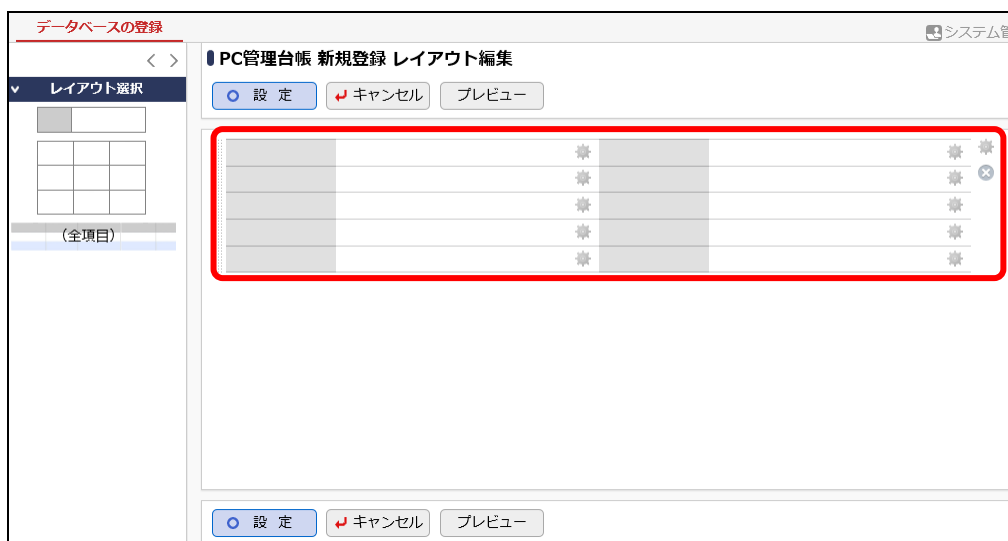 データベースの登録
システム管
レイアウト選択
(全項目)
PC管理台帳 新規登録 レイアウト編集
設 定 キャンセル プレビュー
設 定 キャンセル プレビュー